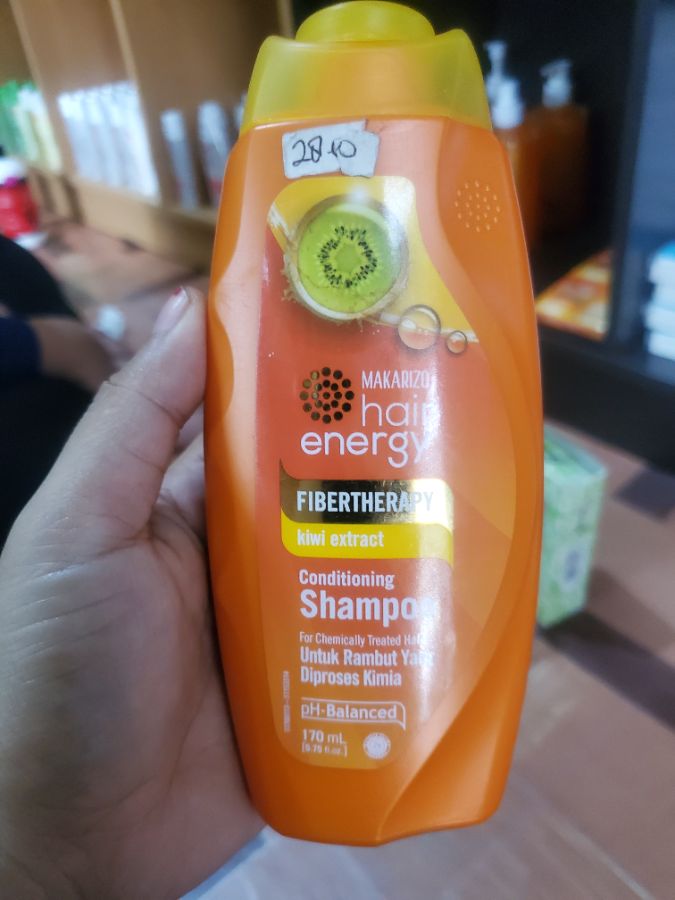 2810
MAKARIZO
hair
energy
FIBERTHERAPY
kiwi extract
Conditioning
Shampoo
For Chemically Treated Hair
Untuk Rambut Yang
Diproses Kimia
pH-Balanced
170 mL